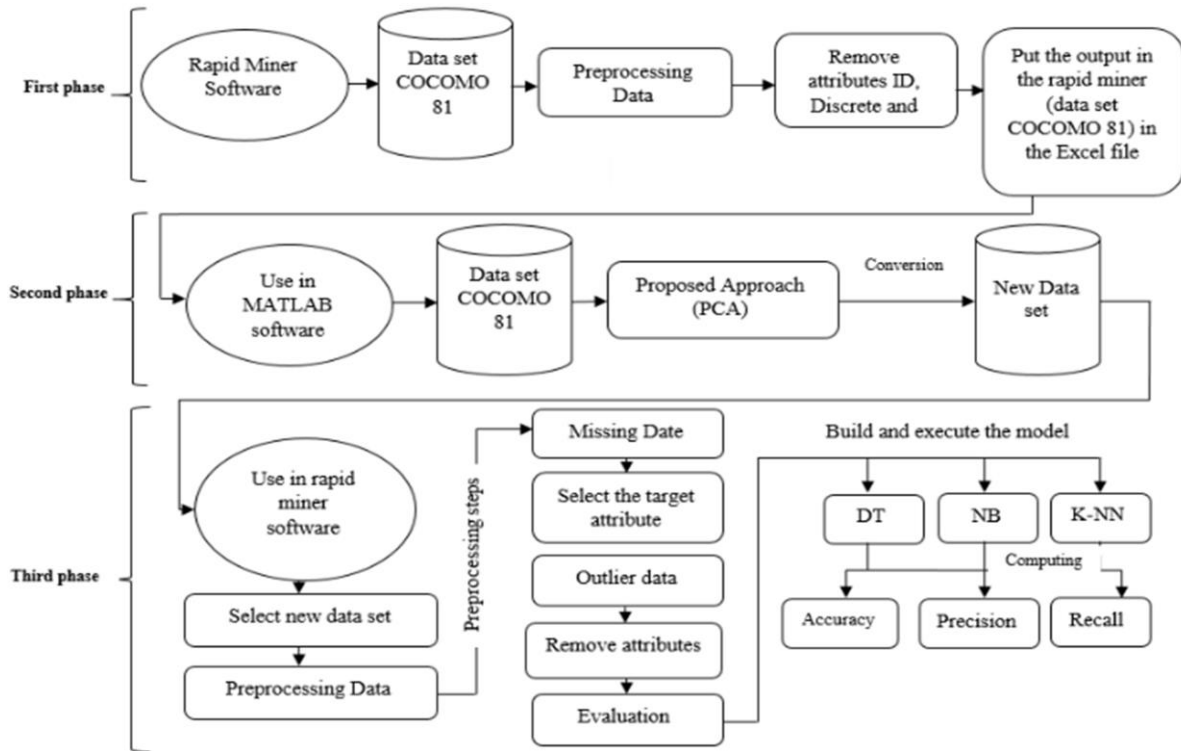 First phase
Rapid Miner
Software
Data set
COCOMO
81
Preprocessing
Data
Remove
attributes ID,
Discrete and
Put the output in
the rapid miner
(data set
COCOMO 81) in
the Excel file
Second phase
Use in
MATLAB
software
Data set
COCOMO
81
Proposed Approach
(PCA)
Conversion
New Data
set
Third phase
Use in rapid
miner
software
Select new data set
Preprocessing Data
Preprocessing steps
Missing Date
Select the target
attribute
Outlier data
Remove attributes
Evaluation
Build and execute the model
DT
NB
K-NN
Computing
Accuracy
Precision
Recall